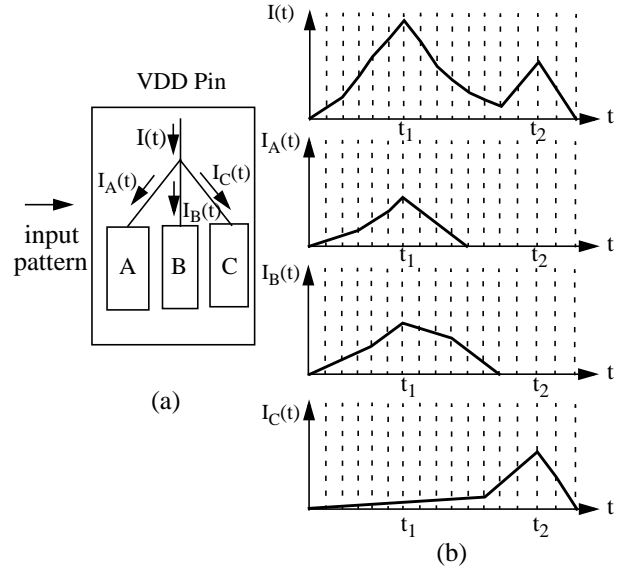 VDD Pin
I(t)
I_A(t)
I_C(t)
I_B(t)
input
pattern
A
B
C
(a)
I(t)
t
t_1
t_2
I_A(t)
t
t_1
t_2
I_B(t)
t
t_1
t_2
I_C(t)
t
t_1
t_2
(b)